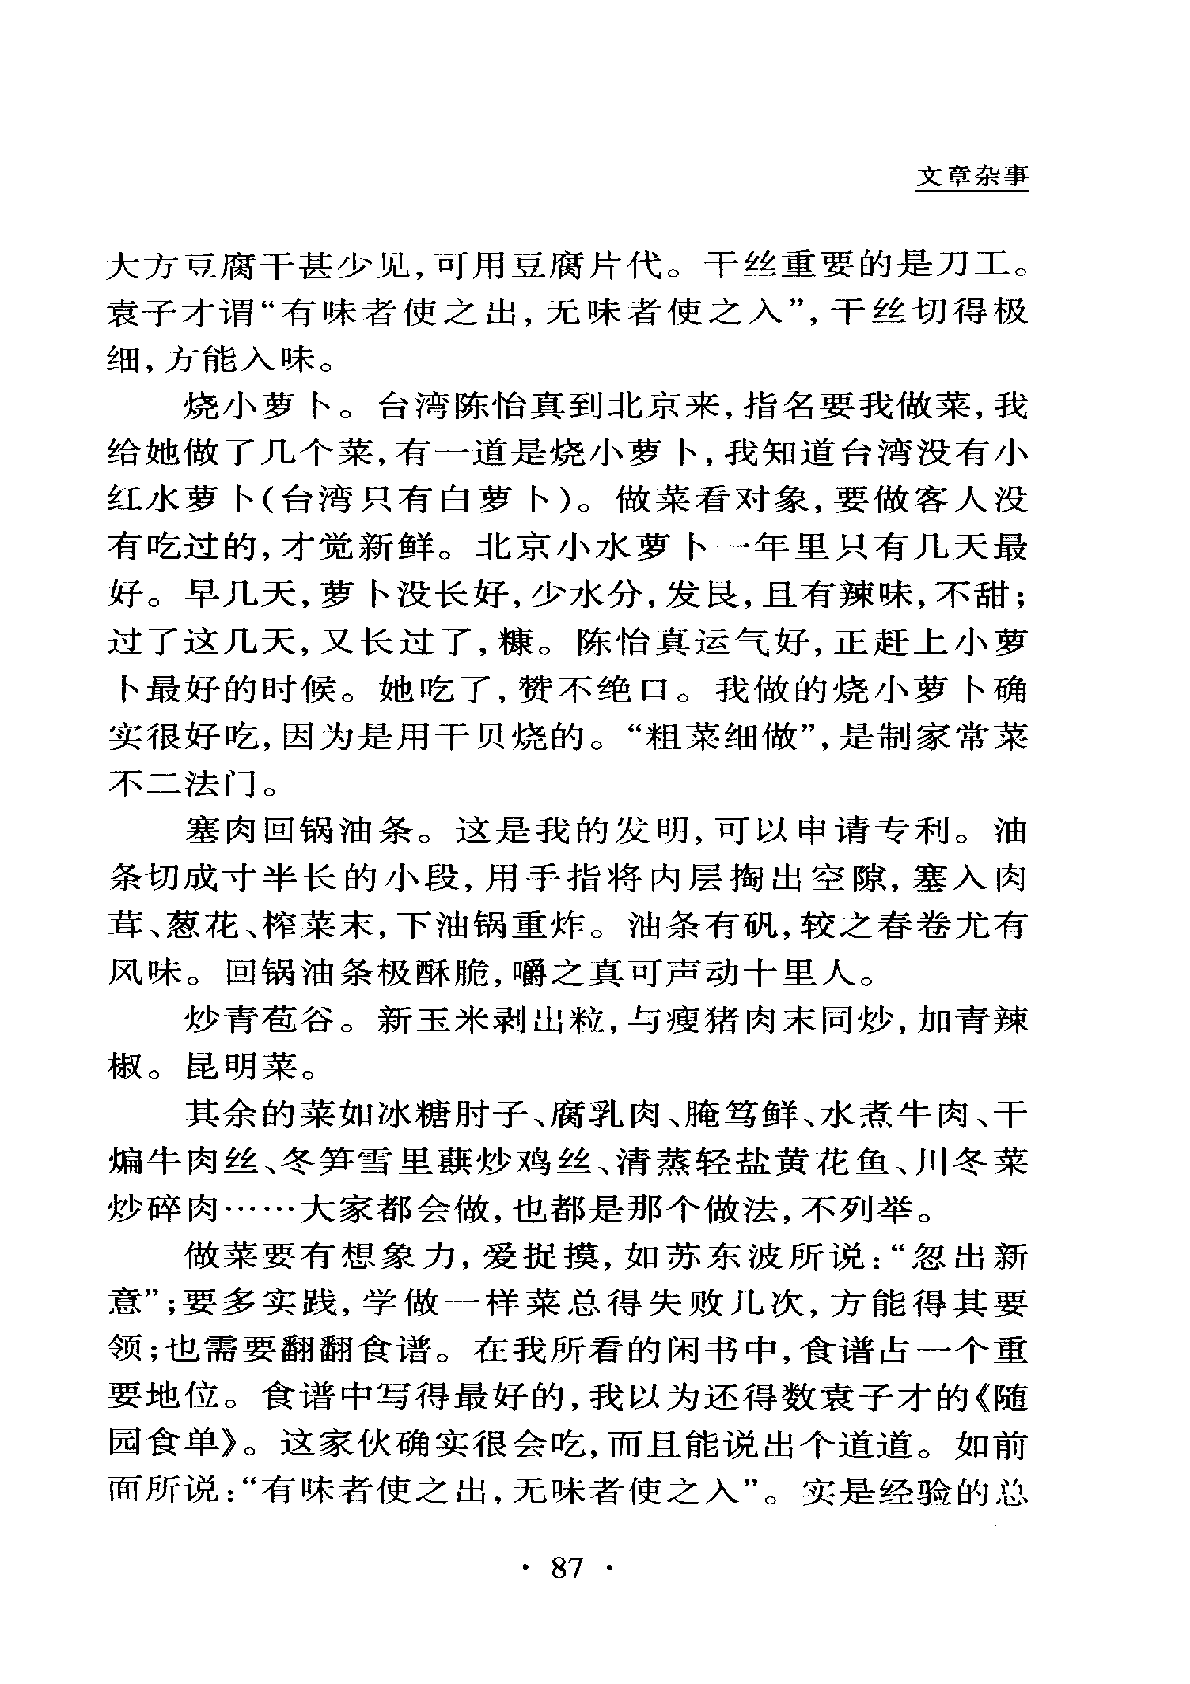 文章杂事
大方豆腐干甚少见,可用豆腐片代。干丝重要的是刀工。
袁子才谓“有味者使之出,无味者使之入”,干丝切得极
细,方能入味。
烧小萝卜。台湾陈怡真到北京来,指名要我做菜,我
给她做了几个菜,有一道是烧小萝卜,我知道台湾没有小
红水萝卜(台湾只有白萝卜)。做菜看对象,要做客人没
有吃过的,才觉新鲜。北京小水萝卜一年里只有几天最
好。早几天,萝卜没长好,少水分,发艮,且有辣味,不甜;
过了这几天,又长过了,糠。陈怡真运气好,正赶上小萝
卜最好的时候。她吃了,赞不绝口。我做的烧小萝卜确
实很好吃,因为是用干贝烧的。“粗菜细做”,是制家常菜
不二法门。
塞肉回锅油条。这是我的发明,可以申请专利。油
条切成寸半长的小段,用手指将内层掏出空隙,塞入肉
茸、葱花、榨菜末,下油锅重炸。油条有矾,较之春卷尤有
风味。回锅油条极酥脆,嚼之真可声动十里人。
炒青苞谷。新玉米剥出粒,与瘦猪肉末同炒,加青辣
椒。昆明菜。
其余的菜如冰糖肘子、腐乳肉、腌笃鲜、水煮牛肉、干
煸牛肉丝、冬笋雪里蕻炒鸡丝、清蒸轻盐黄花鱼、川冬菜
炒碎肉……大家都会做,也都是那个做法,不列举。
做菜要有想象力,爱捉摸,如苏东波所说:“忽出新
意”;要多实践,学做一样菜总得失败几次,方能得其要
领;也需要翻翻食谱。在我所看的闲书中,食谱占一个重
要地位。食谱中写得最好的,我以为还得数袁子才的《随
园食单》。这家伙确实很会吃,而且能说出个道道。如前
面所说:“有味者使之出,无味者使之入”。实是经验的总
· 87 ·